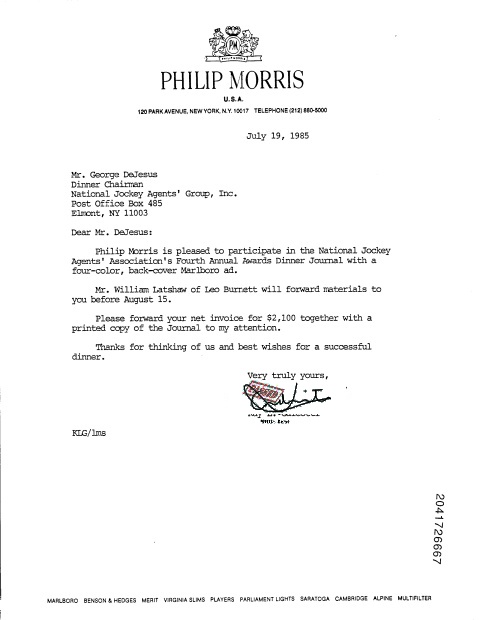 PM
PHILIP MORRIS
U.S.A.
120 PARK AVENUE, NEW YORK, N.Y. 10017 TELEPHONE (212) 880-5000
July 19, 1985
Mr. George DeJesus
Dinner Chairman
National Jockey Agents' Group, Inc.
Post Office Box 485
Elmont, NY 11003
Dear Mr. DeJesus:
Philip Morris is pleased to participate in the National Jockey
Agents' Association's Fourth Annual Awards Dinner Journal with a
four-color, back-cover Marlboro ad.
Mr. William Latshaw of Leo Burnett will forward materials to
you before August 15.
Please forward your net invoice for $2,100 together with a
printed copy of the Journal to my attention.
Thanks for thinking of us and best wishes for a successful
dinner.
Very truly yours,
KLG/lms
2041726667
MARLBORO BENSON & HEDGES MERIT VIRGINIA SLIMS PLAYERS PARLIAMENT LIGHTS SARATOGA CAMBRIDGE ALPINE MULTIFILTER